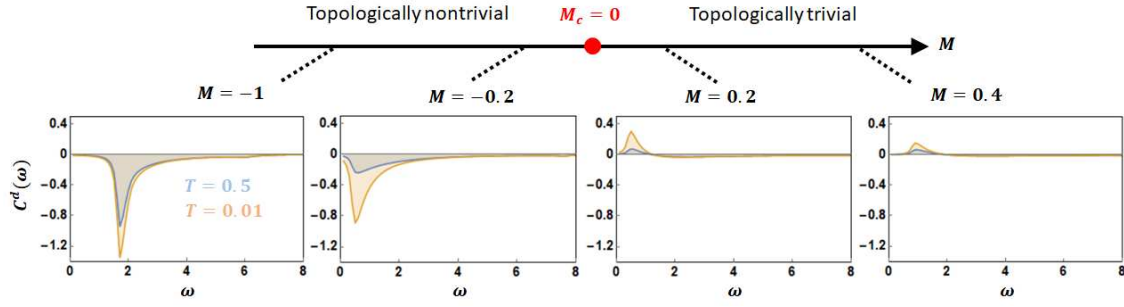 Topologically nontrivial M_c = 0 Topologically trivial
M
M = −1 M = −0.2 M = 0.2 M = 0.4
C^d(ω)
0.4
0
−0.4
−0.8
−1.2
T = 0.5
T = 0.01
0 2 4 6 8
ω
0.4
0
−0.4
−0.8
−1.2
0 2 4 6 8
ω
0.4
0
−0.4
−0.8
−1.2
0 2 4 6 8
ω
0.4
0
−0.4
−0.8
−1.2
0 2 4 6 8
ω